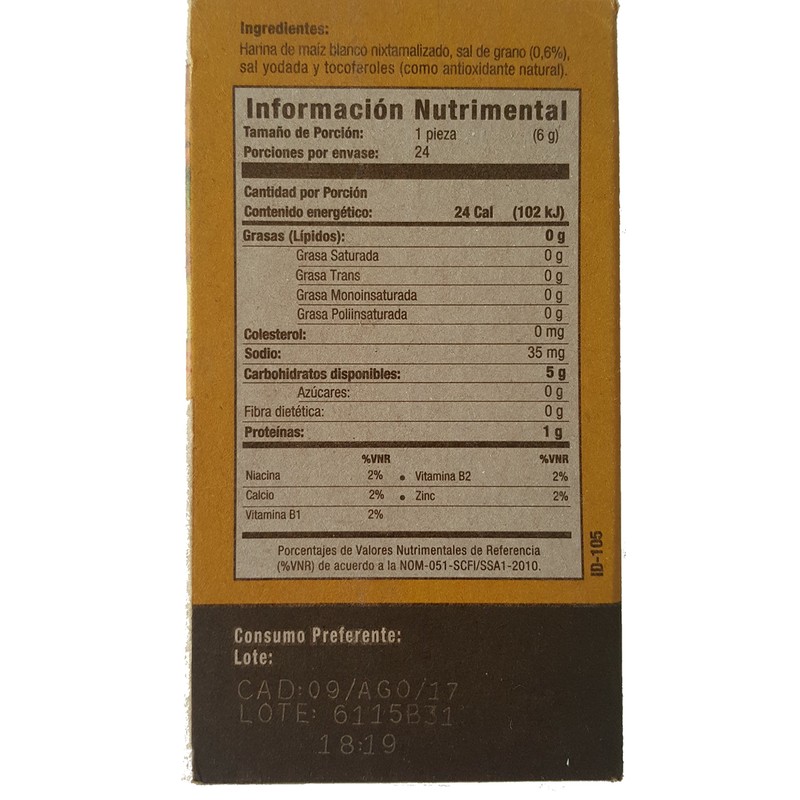 Ingredientes:
Harina de maíz blanco nixtamalizado, sal de grano (0,6%),
sal yodada y tocoferoles (como antioxidante natural).
Información Nutrimental
Tamaño de Porción: 1 pieza (6 g)
Porciones por envase: 24
Cantidad por Porción
Contenido energético: 24 Cal (102 kJ)
Grasas (Lípidos): 0 g
Grasa Saturada 0 g
Grasa Trans 0 g
Grasa Monoinsaturada 0 g
Grasa Poliinsaturada 0 g
Colesterol: 0 mg
Sodio: 35 mg
Carbohidratos disponibles: 5 g
Azúcares: 0 g
Fibra dietética: 0 g
Proteínas: 1 g
%VNR %VNR
Niacina 2% • Vitamina B2 2%
Calcio 2% • Zinc 2%
Vitamina B1 2%
Porcentajes de Valores Nutrimentales de Referencia
(%VNR) de acuerdo a la NOM-051-SCFI/SSA1-2010.
ID-105
Consumo Preferente:
Lote:
CAD:09/AGO/17
LOTE: 6115B31
18:19